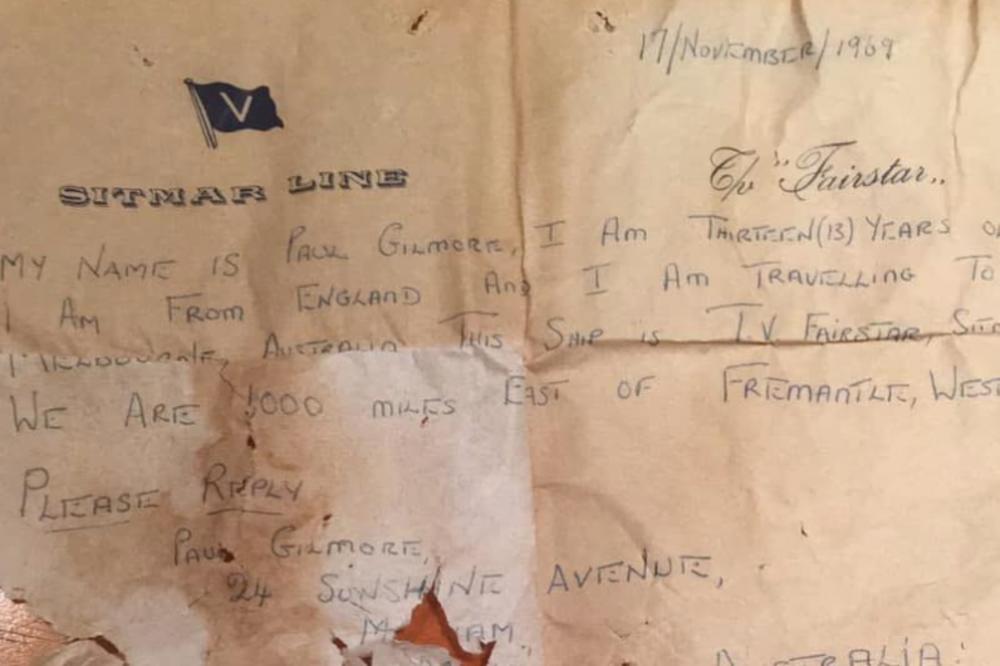 17/NOVEMBER/1969
V
SITMAR LINE
T/v "Fairstar"
MY NAME IS PAUL GILMORE, I AM THIRTEEN(13) YEARS
I AM FROM ENGLAND AND I AM TRAVELLING TO
MELBOURNE, AUSTRALIA THIS SHIP IS T.V. FAIRSTAR,
WE ARE 1000 MILES EAST OF FREMANTLE, WEST
PLEASE REPLY
PAUL GILMORE,
24 SUNSHINE AVENUE,
AUSTRALIA.